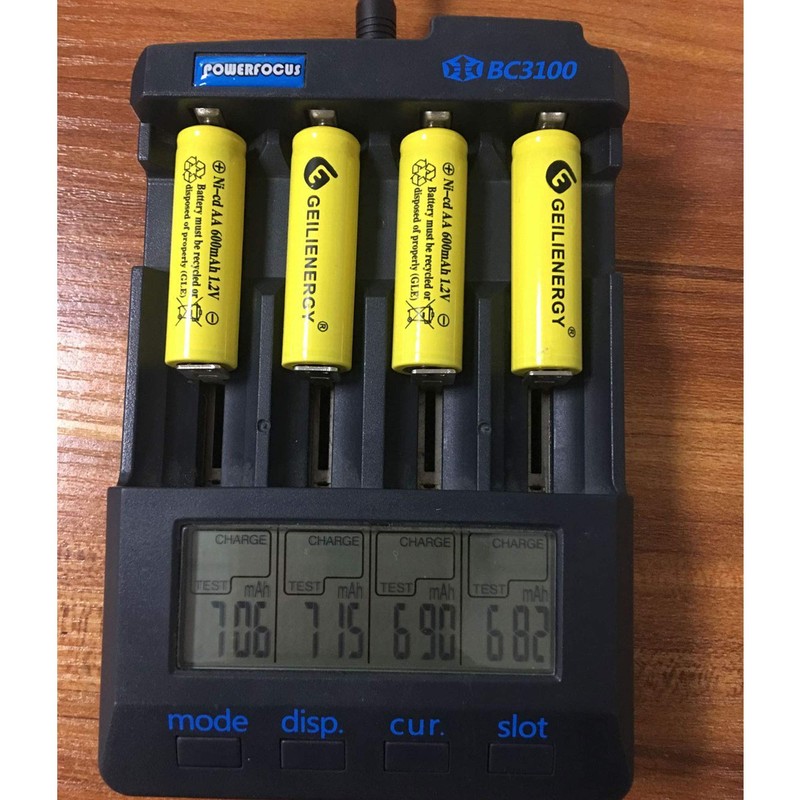 POWERFOCUS
BC3100
Ni-cd AA 600mAh 1.2V
Battery must be recycled or
disposed of properly (GLE)
GEILIENERGY®
Ni-cd AA 600mAh 1.2V
Battery must be recycled or
disposed of properly (GLE)
GEILIENERGY®
CHARGE CHARGE CHARGE CHARGE
TEST mAh TEST mAh TEST mAh TEST mAh
706 715 690 682
mode disp. cur. slot